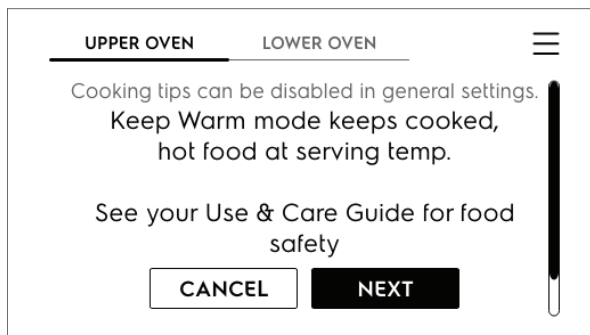 UPPER OVEN LOWER OVEN
Cooking tips can be disabled in general settings.
Keep Warm mode keeps cooked,
hot food at serving temp.
See your Use & Care Guide for food
safety
CANCEL NEXT